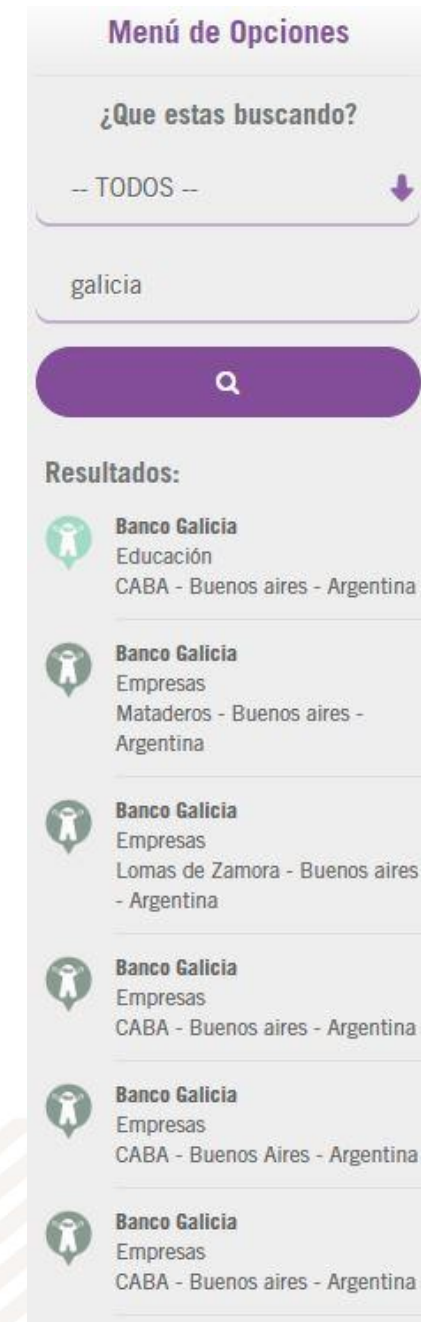 Menú de Opciones
¿Que estas buscando?
-- TODOS --
galicia
Resultados:
Banco Galicia
Educación
CABA - Buenos aires - Argentina
Banco Galicia
Empresas
Mataderos - Buenos aires -
Argentina
Banco Galicia
Empresas
Lomas de Zamora - Buenos aires
- Argentina
Banco Galicia
Empresas
CABA - Buenos aires - Argentina
Banco Galicia
Empresas
CABA - Buenos Aires - Argentina
Banco Galicia
Empresas
CABA - Buenos aires - Argentina